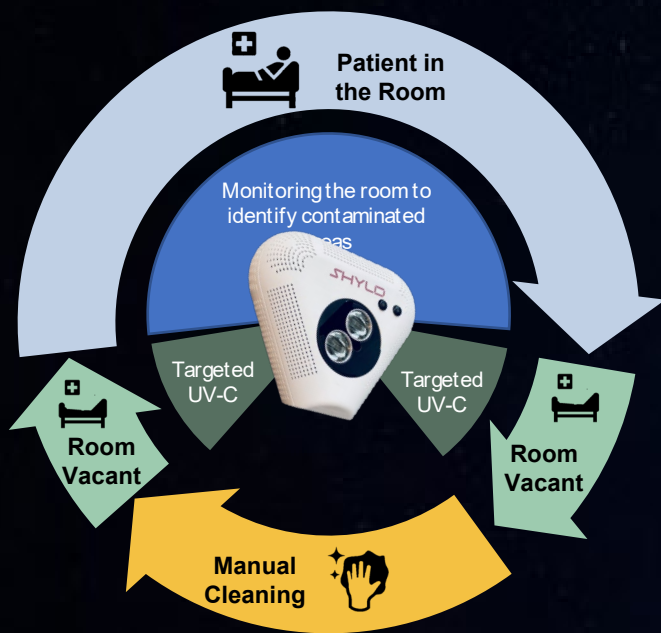 Patient in
the Room
Monitoring the room to
identify contaminated
SHYLD
Targeted
UV-C
Targeted
UV-C
Room
Vacant
Room
Vacant
Manual
Cleaning